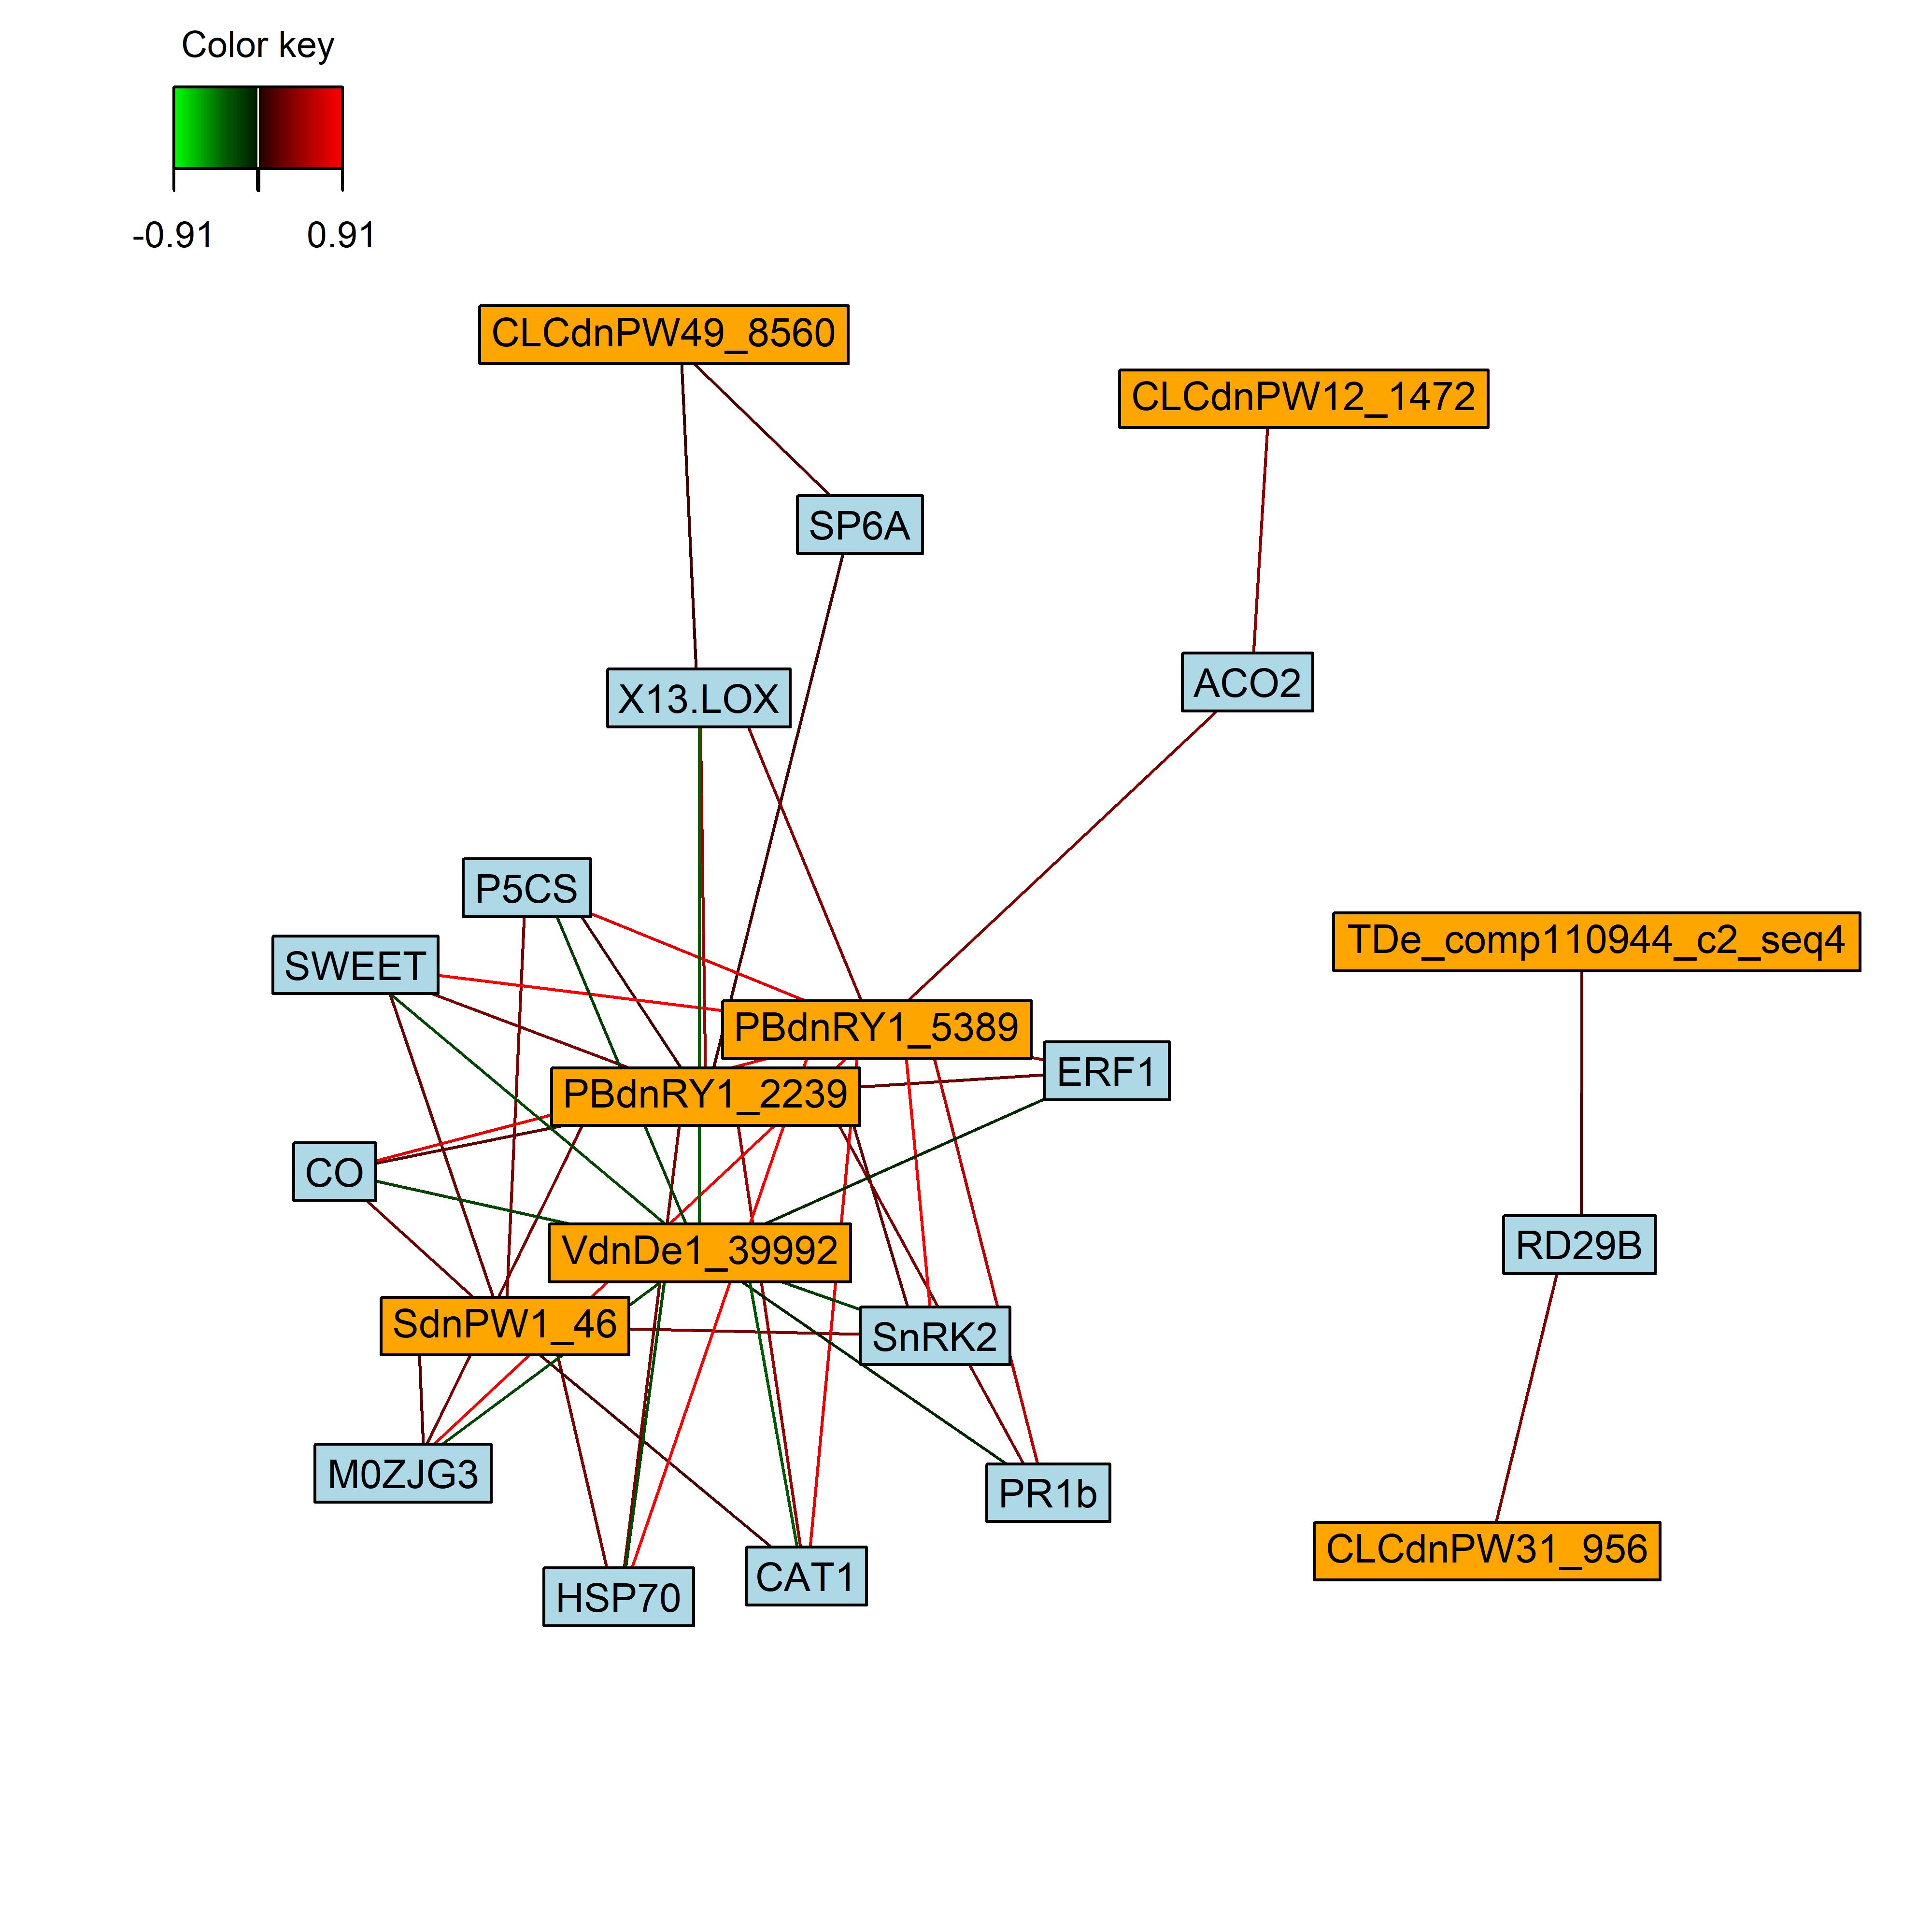 Color key
-0.91 0.91
CLCdnPW49_8560
CLCdnPW12_1472
SP6A
X13.LOX
ACO2
P5CS
TDe_comp110944_c2_seq4
SWEET
PBdnRY1_5389
ERF1
PBdnRY1_2239
CO
RD29B
VdnDe1_39992
SdnPW1_46
SnRK2
M0ZJG3
PR1b
CLCdnPW31_956
CAT1
HSP70